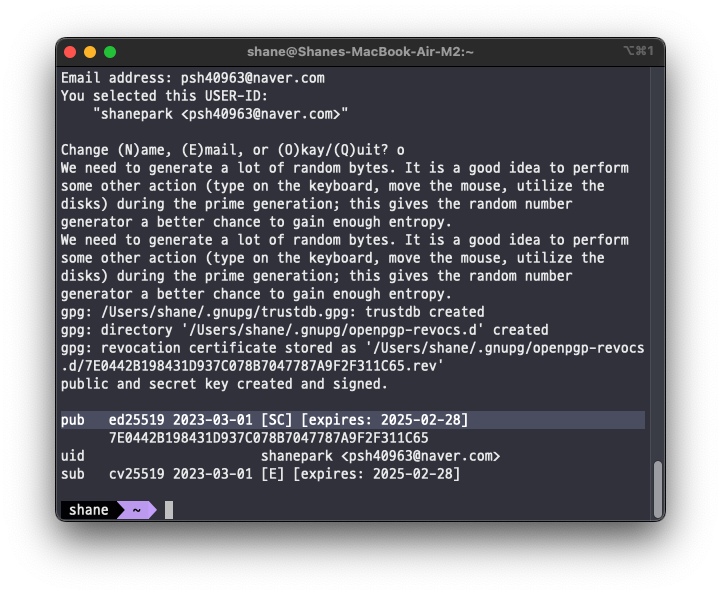 shane@Shanes-MacBook-Air-M2:~ ⌥⌘1
Email address: psh40963@naver.com
You selected this USER-ID:
    "shanepark <psh40963@naver.com>"

Change (N)ame, (E)mail, or (O)kay/(Q)uit? o
We need to generate a lot of random bytes. It is a good idea to perform
some other action (type on the keyboard, move the mouse, utilize the
disks) during the prime generation; this gives the random number
generator a better chance to gain enough entropy.
We need to generate a lot of random bytes. It is a good idea to perform
some other action (type on the keyboard, move the mouse, utilize the
disks) during the prime generation; this gives the random number
generator a better chance to gain enough entropy.
gpg: /Users/shane/.gnupg/trustdb.gpg: trustdb created
gpg: directory '/Users/shane/.gnupg/openpgp-revocs.d' created
gpg: revocation certificate stored as '/Users/shane/.gnupg/openpgp-revocs
.d/7E0442B198431D937C078B7047787A9F2F311C65.rev'
public and secret key created and signed.

pub   ed25519 2023-03-01 [SC] [expires: 2025-02-28]
      7E0442B198431D937C078B7047787A9F2F311C65
uid                      shanepark <psh40963@naver.com>
sub   cv25519 2023-03-01 [E] [expires: 2025-02-28]

shane ~